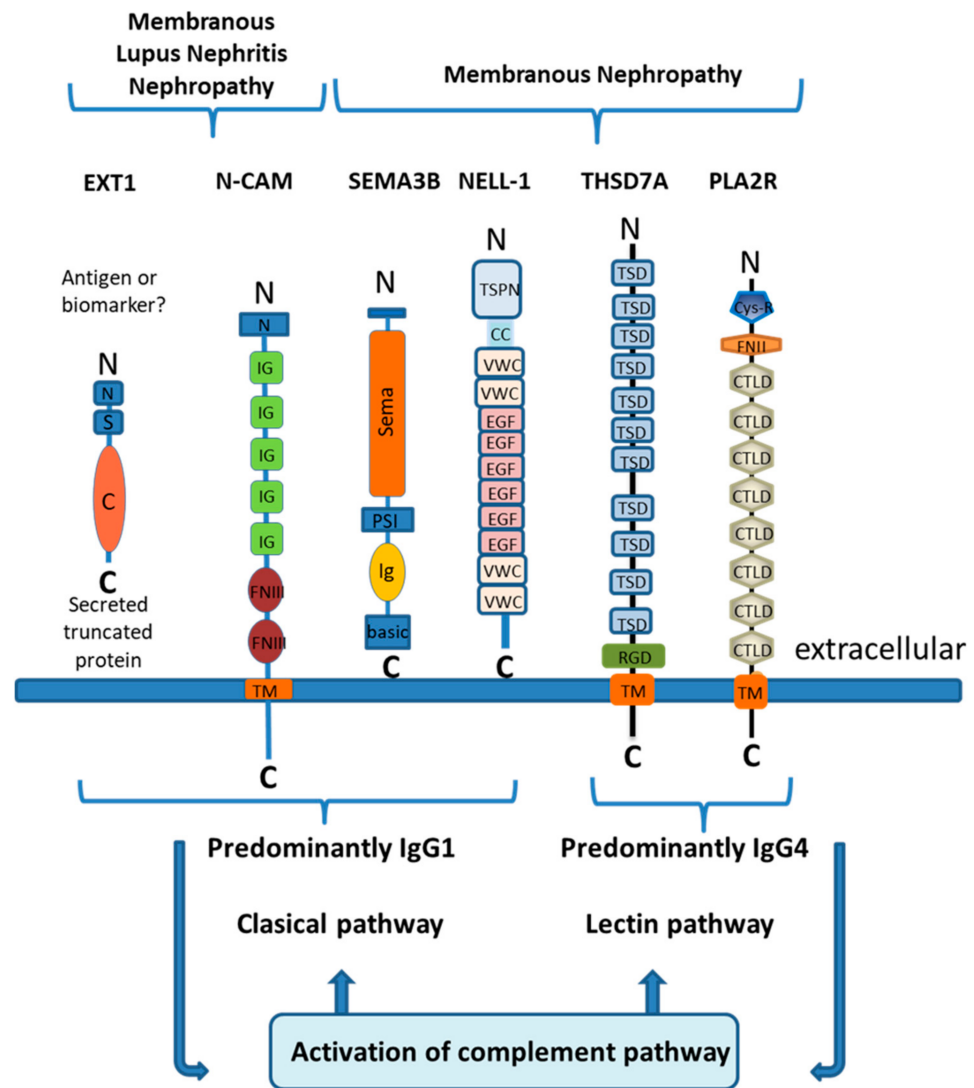 Membranous
Lupus Nephritis
Nephropathy
Membranous Nephropathy
EXT1
N-CAM
SEMA3B
NELL-1
THSD7A
PLA2R
Antigen or
biomarker?
N
N
S
C
C
Secreted
truncated
protein
N
N
IG
IG
IG
IG
IG
FNIII
FNIII
TM
C
N
Sema
PSI
Ig
basic
C
N
TSPN
CC
VWC
VWC
EGF
EGF
EGF
EGF
EGF
EGF
VWC
VWC
C
N
TSD
TSD
TSD
TSD
TSD
TSD
TSD
TSD
TSD
TSD
TSD
RGD
TM
C
N
Cys-R
FNII
CTLD
CTLD
CTLD
CTLD
CTLD
CTLD
CTLD
CTLD
TM
C
extracellular
Predominantly IgG1
Predominantly IgG4
Clasical pathway
Lectin pathway
Activation of complement pathway